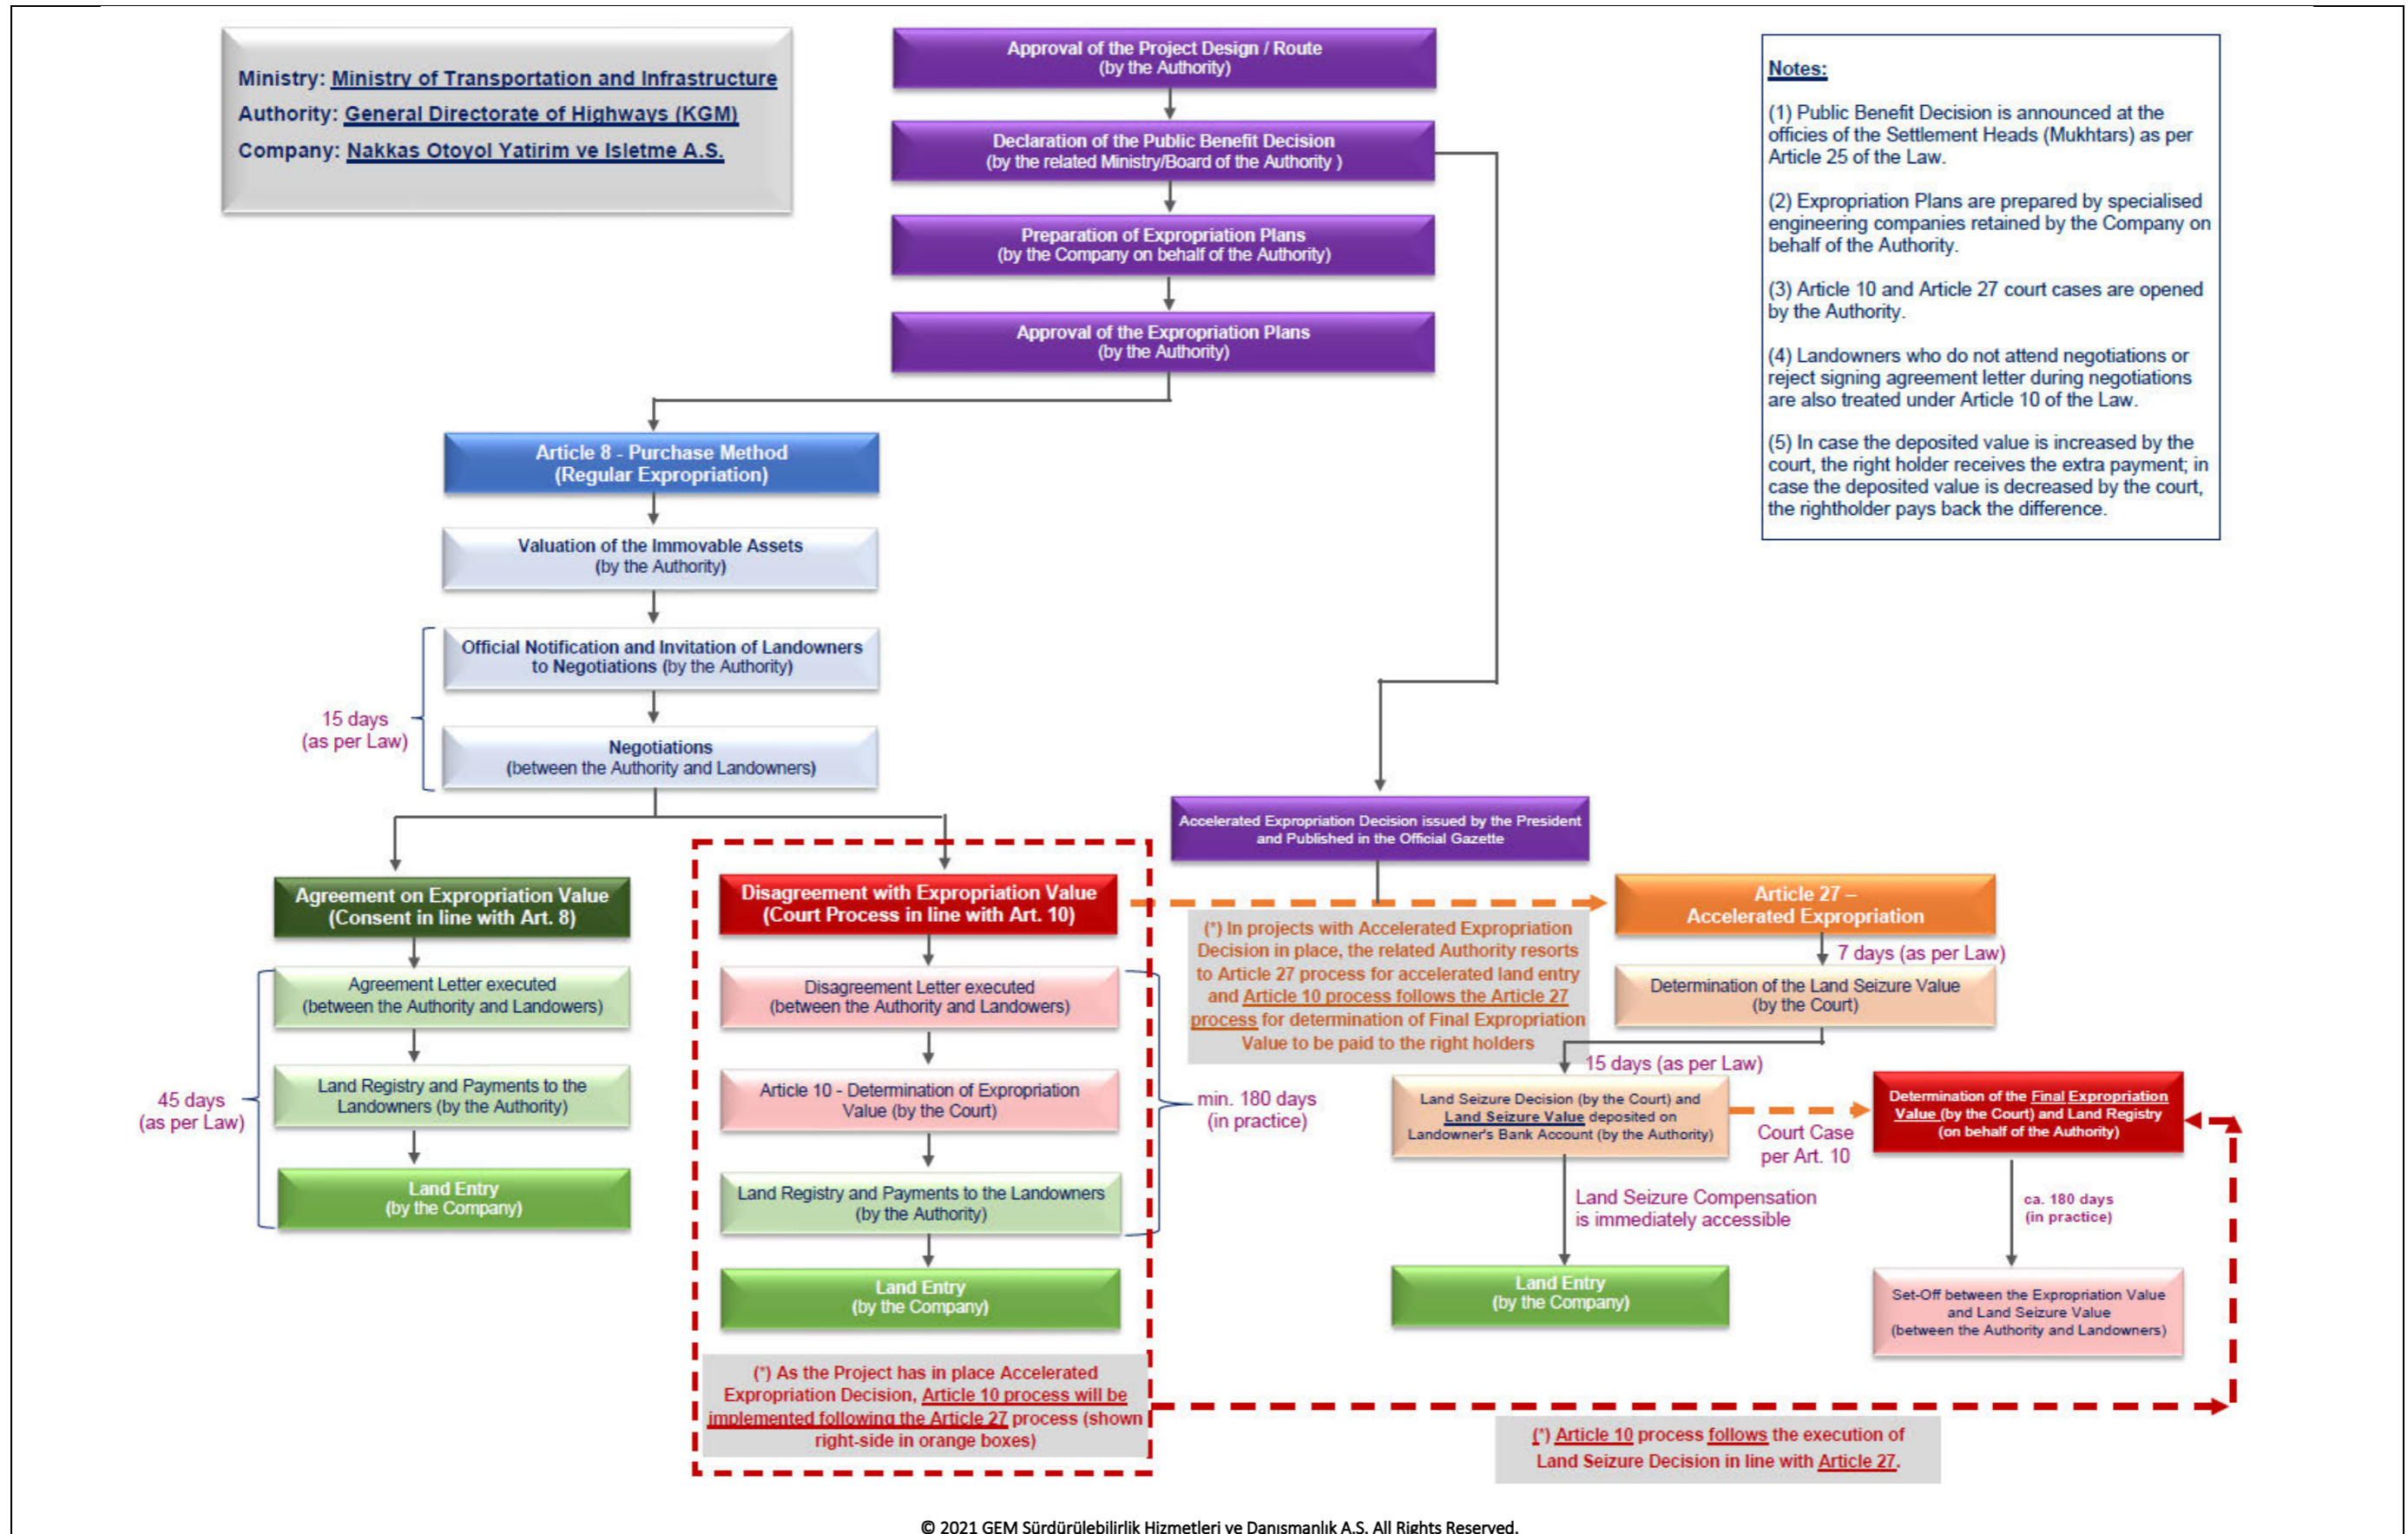 Ministry: Ministry of Transportation and Infrastructure
Authority: General Directorate of Highways (KGM)
Company: Nakkas Otoyol Yatirim ve Isletme A.S.
Approval of the Project Design / Route
(by the Authority)
Declaration of the Public Benefit Decision
(by the related Ministry/Board of the Authority )
Preparation of Expropriation Plans
(by the Company on behalf of the Authority)
Approval of the Expropriation Plans
(by the Authority)
Notes:
(1) Public Benefit Decision is announced at the
officies of the Settlement Heads (Mukhtars) as per
Article 25 of the Law.
(2) Expropriation Plans are prepared by specialised
engineering companies retained by the Company on
behalf of the Authority.
(3) Article 10 and Article 27 court cases are opened
by the Authority.
(4) Landowners who do not attend negotiations or
reject signing agreement letter during negotiations
are also treated under Article 10 of the Law.
(5) In case the deposited value is increased by the
court, the right holder receives the extra payment; in
case the deposited value is decreased by the court,
the rightholder pays back the difference.
Article 8 - Purchase Method
(Regular Expropriation)
Valuation of the Immovable Assets
(by the Authority)
Official Notification and Invitation of Landowners
to Negotiations (by the Authority)
15 days
(as per Law)
Negotiations
(between the Authority and Landowners)
Agreement on Expropriation Value
(Consent in line with Art. 8)
Agreement Letter executed
(between the Authority and Landowers)
Land Registry and Payments to the
Landowners (by the Authority)
45 days
(as per Law)
Land Entry
(by the Company)
Disagreement with Expropriation Value
(Court Process in line with Art. 10)
Disagreement Letter executed
(between the Authority and Landowers)
Article 10 - Determination of Expropriation
Value (by the Court)
Land Registry and Payments to the Landowners
(by the Authority)
min. 180 days
(in practice)
Land Entry
(by the Company)
(*) As the Project has in place Accelerated
Expropriation Decision, Article 10 process will be
implemented following the Article 27 process (shown
right-side in orange boxes)
Accelerated Expropriation Decision issued by the President
and Published in the Official Gazette
(*) In projects with Accelerated Expropriation
Decision in place, the related Authority resorts
to Article 27 process for accelerated land entry
and Article 10 process follows the Article 27
process for determination of Final Expropriation
Value to be paid to the right holders
Article 27 –
Accelerated Expropriation
7 days (as per Law)
Determination of the Land Seizure Value
(by the Court)
15 days (as per Law)
Land Seizure Decision (by the Court) and
Land Seizure Value deposited on
Landowner's Bank Account (by the Authority)
Court Case
per Art. 10
Determination of the Final Expropriation
Value (by the Court) and Land Registry
(on behalf of the Authority)
Land Seizure Compensation
is immediately accessible
ca. 180 days
(in practice)
Land Entry
(by the Company)
Set-Off between the Expropriation Value
and Land Seizure Value
(between the Authority and Landowners)
(*) Article 10 process follows the execution of
Land Seizure Decision in line with Article 27.
© 2021 GEM Sürdürülebilirlik Hizmetleri ve Danısmanlık A.S. All Rights Reserved.